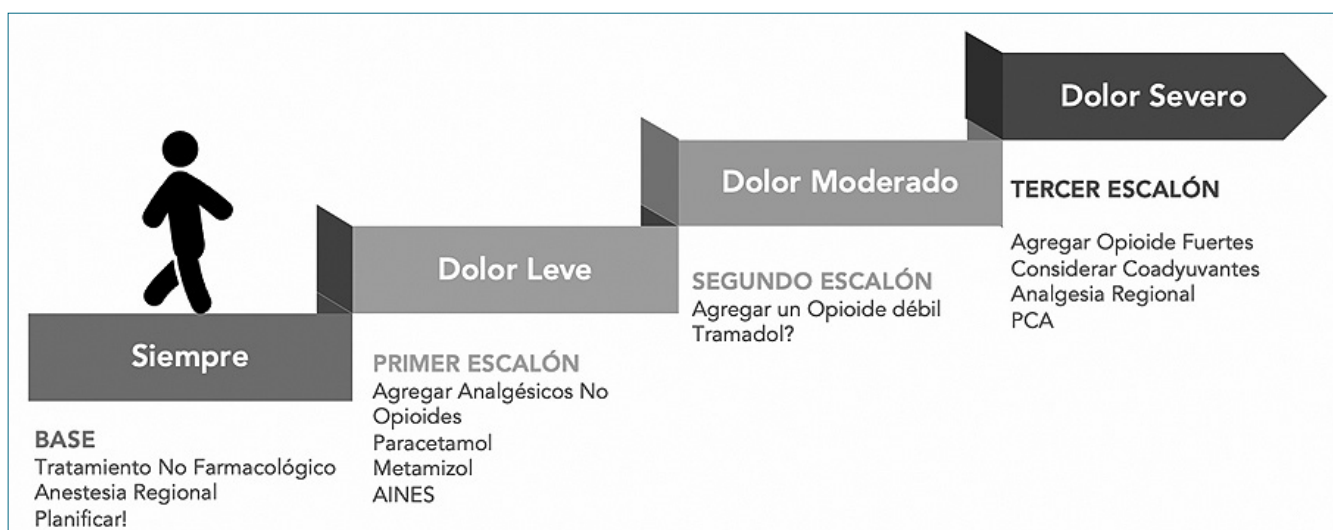 Siempre
BASE
Tratamiento No Farmacológico
Anestesia Regional
Planificar!
Dolor Leve
PRIMER ESCALÓN
Agregar Analgésicos No
Opioides
Paracetamol
Metamizol
AINES
Dolor Moderado
SEGUNDO ESCALÓN
Agregar un Opioide débil
Tramadol?
Dolor Severo
TERCER ESCALÓN
Agregar Opioide Fuertes
Considerar Coadyuvantes
Analgesia Regional
PCA